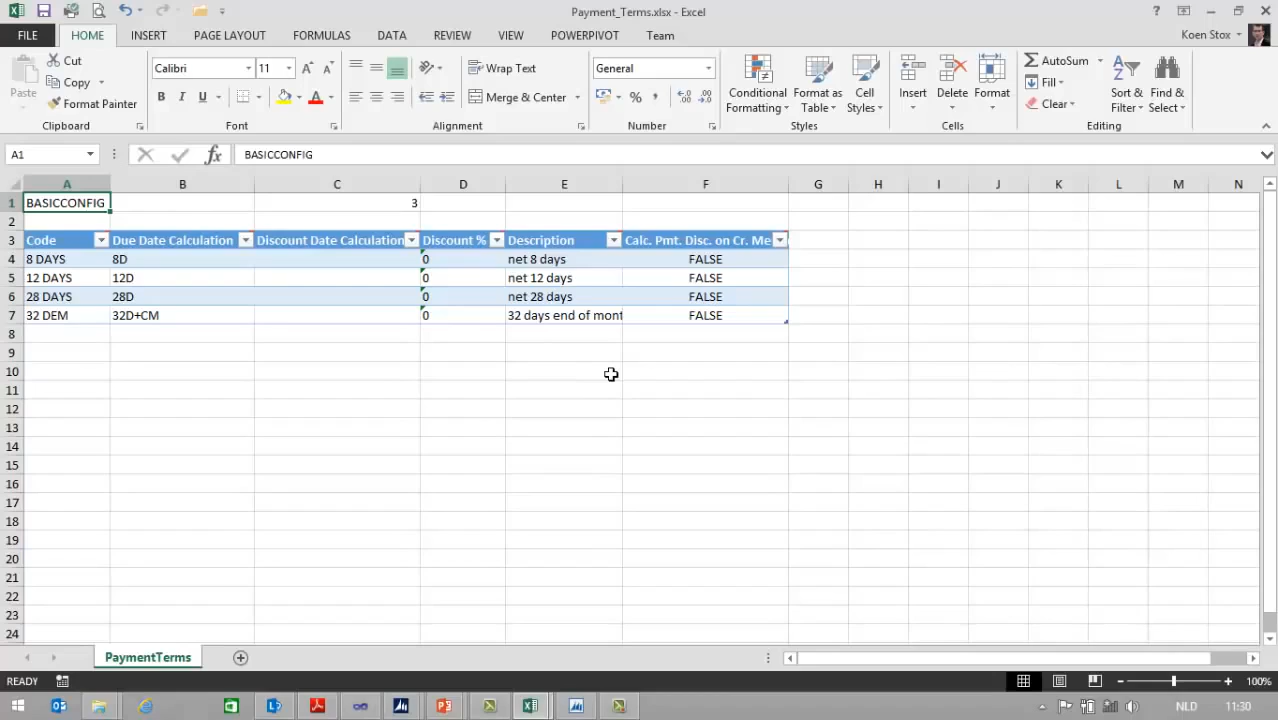 Payment_Terms.xlsx - Excel
FILE HOME INSERT PAGE LAYOUT FORMULAS DATA REVIEW VIEW POWERPIVOT Team Koen Stox
Paste
Cut
Copy
Format Painter
Clipboard
Calibri 11
B I U A
Font
Wrap Text
Merge & Center
Alignment
General
%
Number
Conditional Formatting
Format as Table
Cell Styles
Styles
Insert
Delete
Format
Cells
AutoSum
Fill
Clear
Sort & Filter
Find & Select
Editing
A1 fx BASICCONFIG
A B C D E F G H I J K L M N
1 BASICCONFIG 3
2
3 Code Due Date Calculation Discount Date Calculation Discount % Description Calc. Pmt. Disc. on Cr. Me
4 8 DAYS 8D 0 net 8 days FALSE
5 12 DAYS 12D 0 net 12 days FALSE
6 28 DAYS 28D 0 net 28 days FALSE
7 32 DEM 32D+CM 0 32 days end of mont FALSE
8
9
10
11
12
13
14
15
16
17
18
19
20
21
22
23
24
PaymentTerms
READY 100%
NLD 11:30